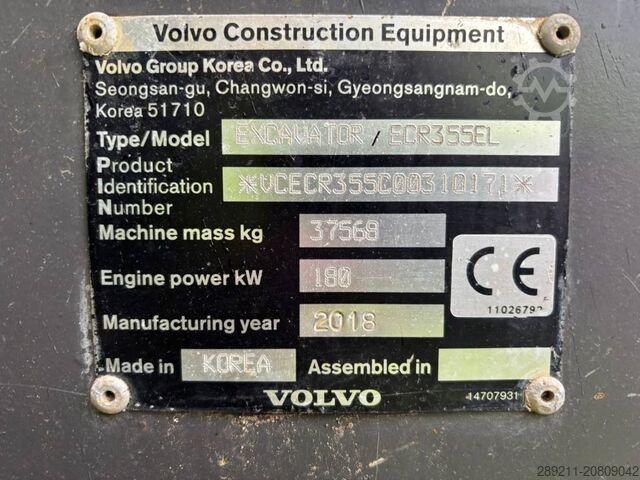 Volvo Construction Equipment
Volvo Group Korea Co., Ltd.
Seongsan-gu, Changwon-si, Gyeongsangnam-do,
Korea 51710
Type/Model EXCAVATOR / ECR355EL
Product
Identification *VCECR355C00310171*
Number
Machine mass kg 37568
Engine power kW 180
CE
11026792
Manufacturing year 2018
Made in KOREA Assembled in
VOLVO
14707931
289211-20809042